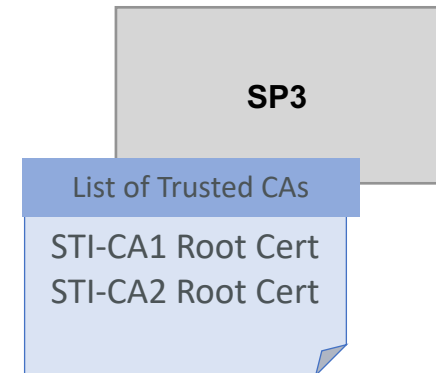 SP3
List of Trusted CAs
STI-CA1 Root Cert
STI-CA2 Root Cert